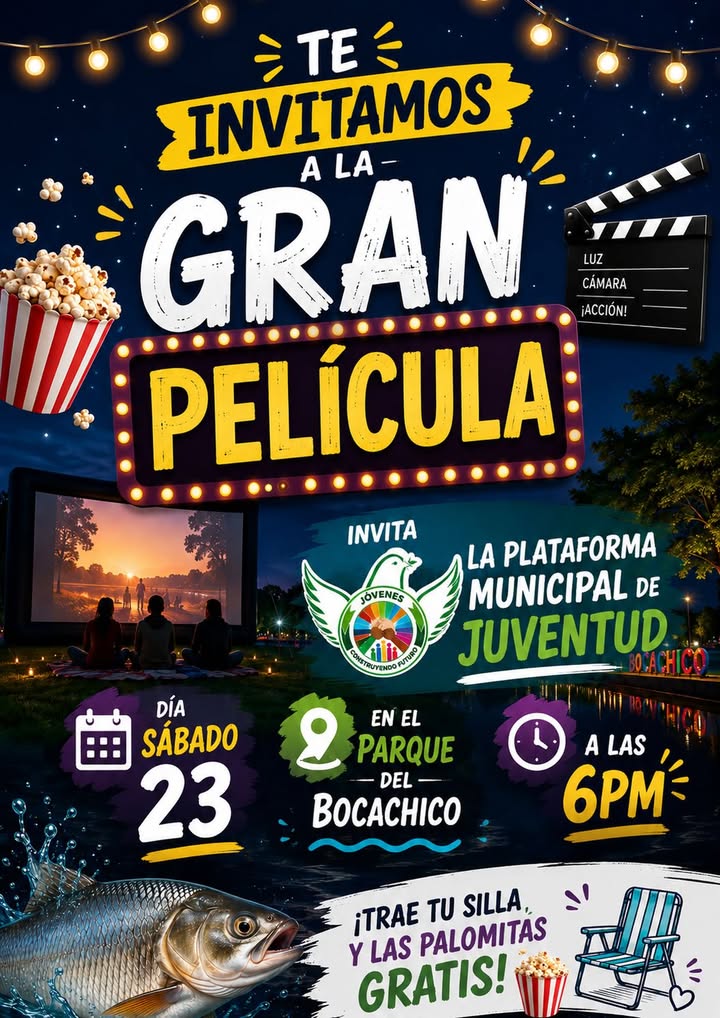 TE
INVITAMOS
A LA
GRAN
PELÍCULA
LUZ
CÁMARA
¡ACCIÓN!
INVITA
JÓVENES
CONSTRUYENDO FUTURO
LA PLATAFORMA
MUNICIPAL DE
JUVENTUD
BOCACHICO
DÍA
SÁBADO
23
EN EL
PARQUE
DEL
BOCACHICO
A LAS
6PM
¡TRAE TU SILLA
Y LAS PALOMITAS
GRATIS!